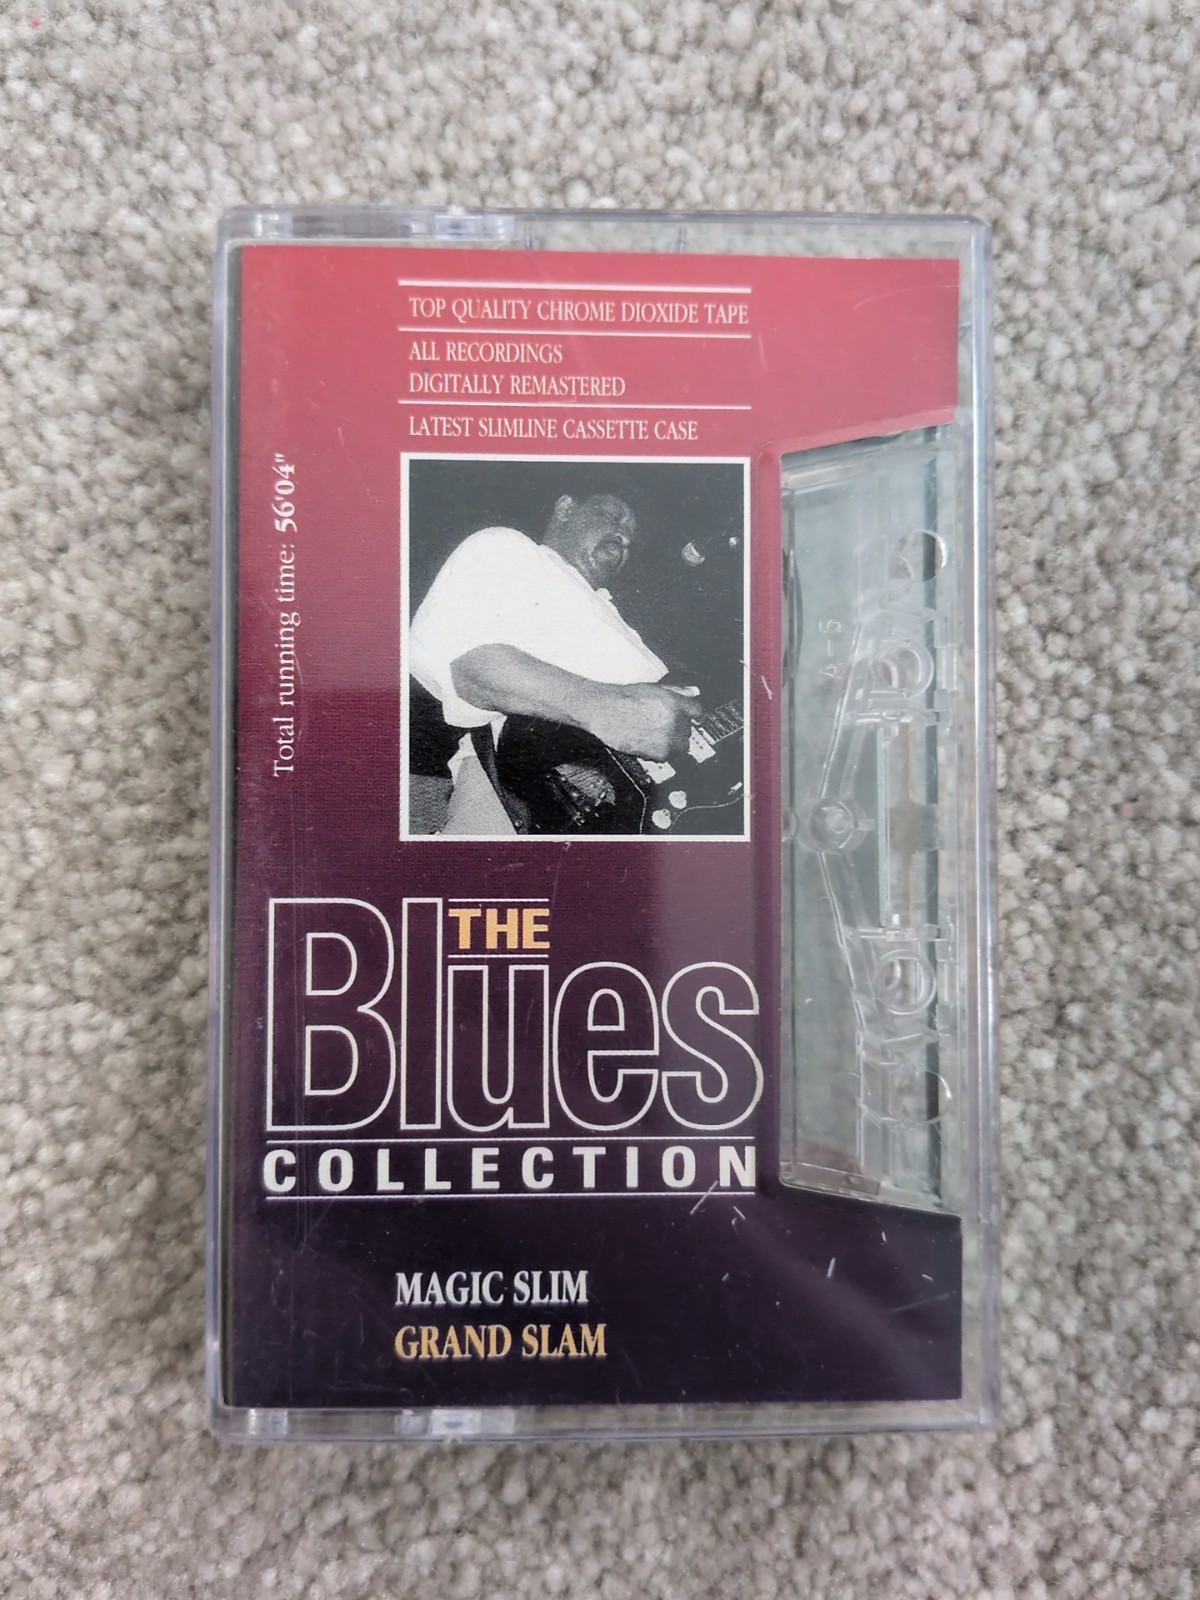 TOP QUALITY CHROME DIOXIDE TAPE
ALL RECORDINGS
DIGITALLY REMASTERED
LATEST SLIMLINE CASSETTE CASE
Total running time: 56'04"
A-5
THE
Blues
COLLECTION
MAGIC SLIM
GRAND SLAM